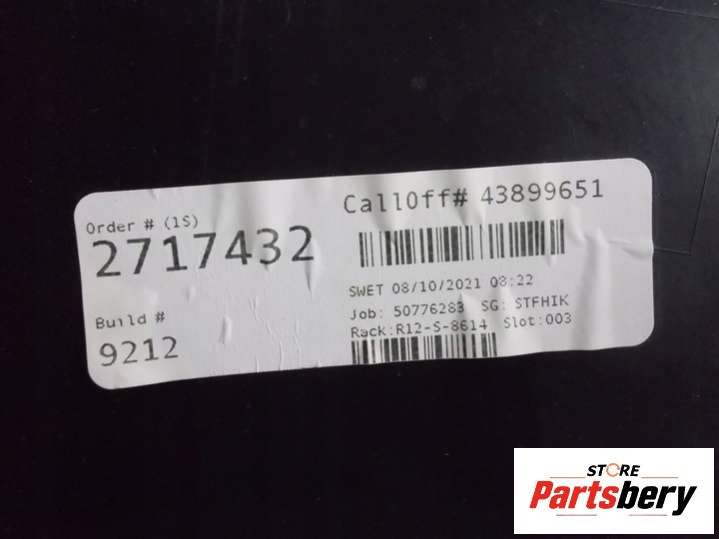 Order # (1S)
2717432
Build #
9212
CallOff# 43899651
SWET 08/10/2021 08:22
Job: 50776283 SG: STFHIK
Rack:R12-S-8614 Slot:003
STORE
Partsbery